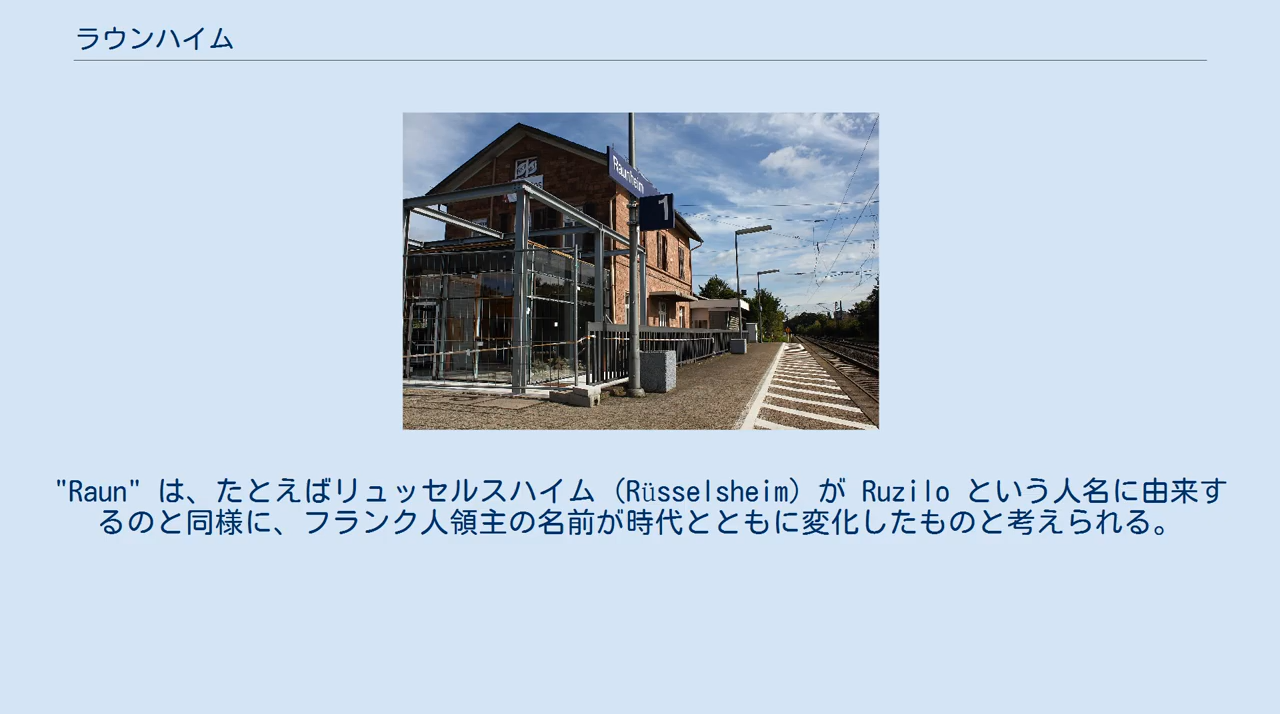 ラウンハイム
Raunheim
1
"Raun" は、たとえばリュッセルスハイム (Rüsselsheim) が Ruzilo という人名に由来す
るのと同様に、フランク人領主の名前が時代とともに変化したものと考えられる。